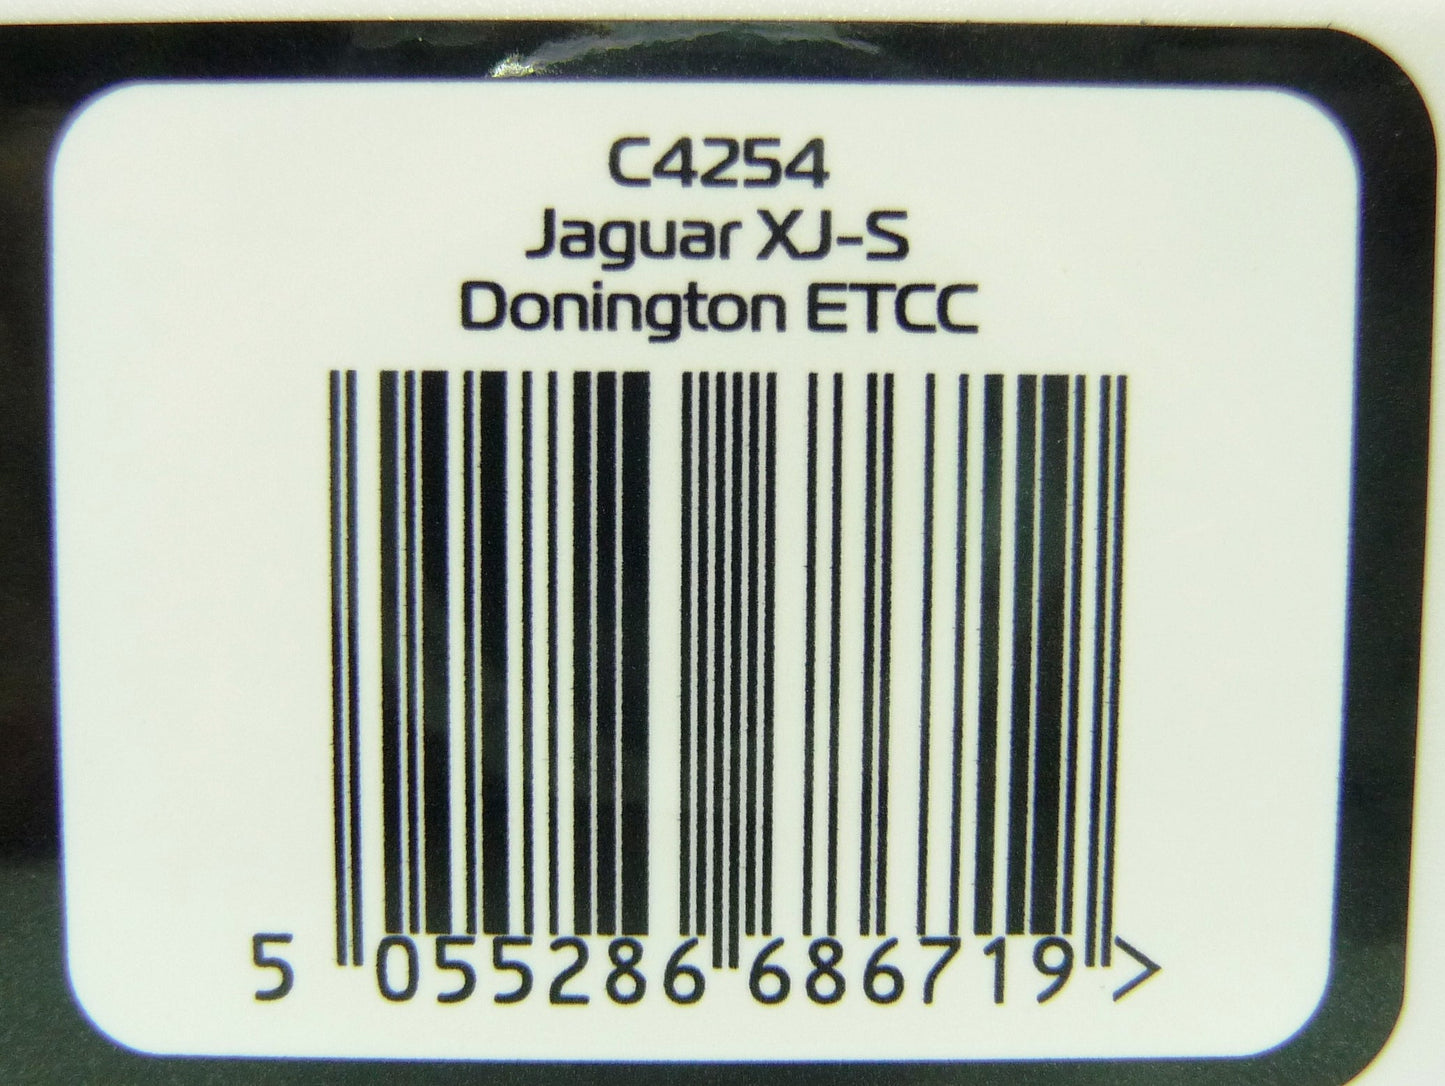 C4254
Jaguar XJ-S
Donington ETCC
5 055286 686719 >